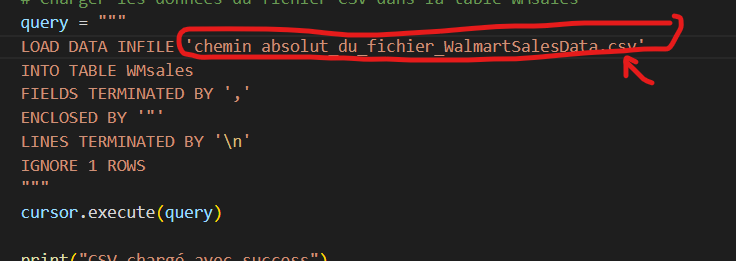 # Charger les données du fichier CSV dans la table WMsales
query = """
LOAD DATA INFILE 'chemin_absolut_du_fichier_WalmartSalesData.csv'
INTO TABLE WMsales
FIELDS TERMINATED BY ','
ENCLOSED BY '"'
LINES TERMINATED BY '\n'
IGNORE 1 ROWS
"""
cursor.execute(query)
print("CSV chargé avec success")